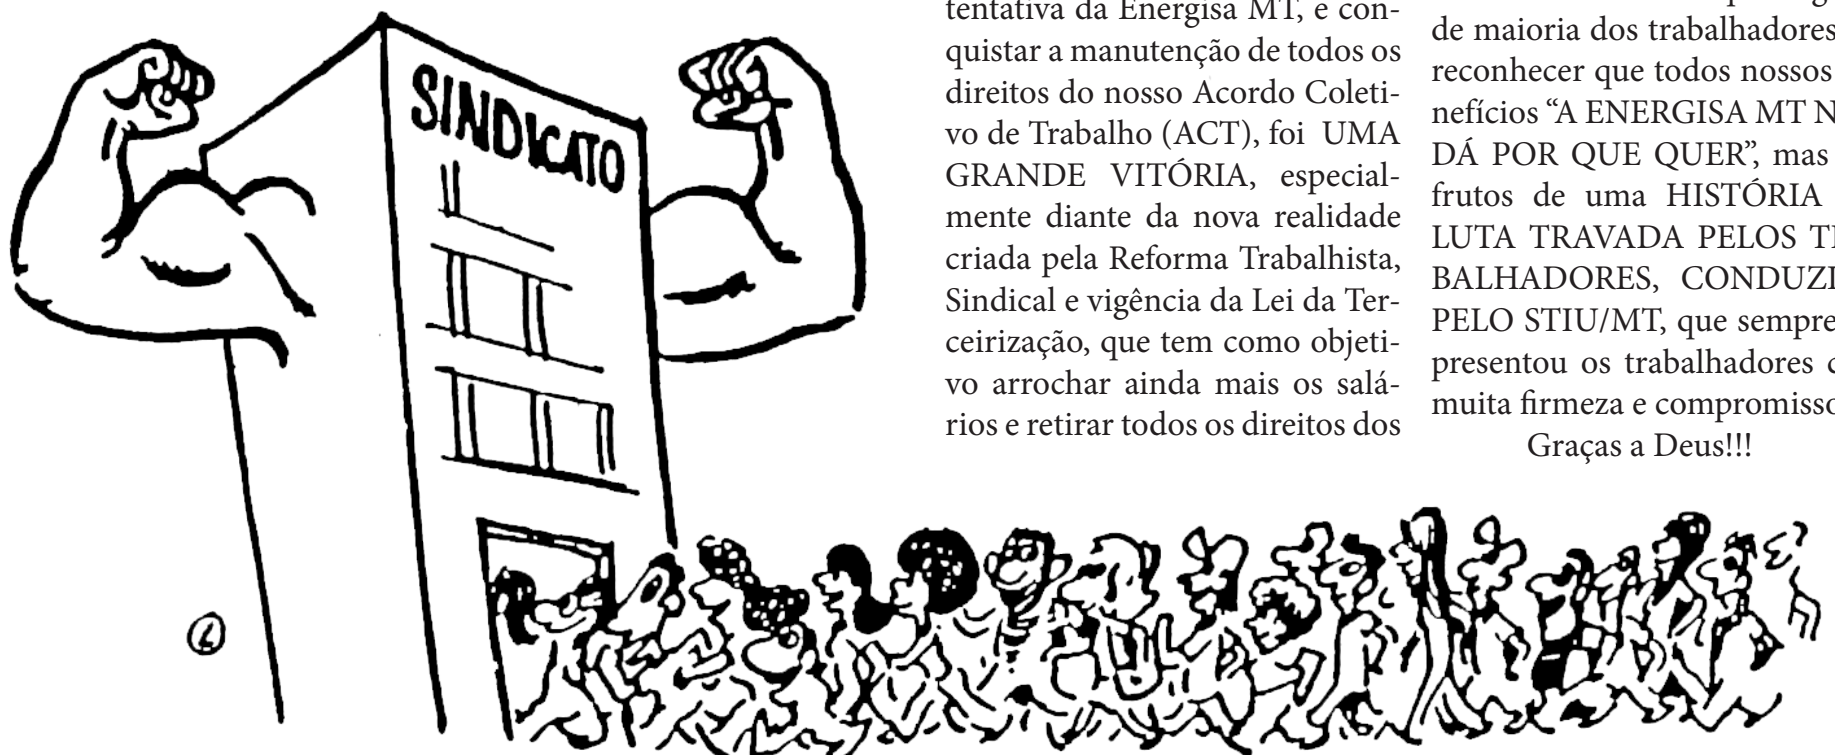 SINDICATO
tentativa da Energisa MT, e con-
quistar a manutenção de todos os
direitos do nosso Acordo Coleti-
vo de Trabalho (ACT), foi UMA
GRANDE VITÓRIA, especial-
mente diante da nova realidade
criada pela Reforma Trabalhista,
Sindical e vigência da Lei da Ter-
ceirização, que tem como objeti-
vo arrochar ainda mais os salá-
rios e retirar todos os direitos dos
de maioria dos trabalhadores
reconhecer que todos nossos
nefícios “A ENERGISA MT N
DÁ POR QUE QUER”, mas
frutos de uma HISTÓRIA
LUTA TRAVADA PELOS
BALHADORES, CONDUZI
PELO STIU/MT, que sempre
presentou os trabalhadores
muita firmeza e compromisso
Graças a Deus!!!